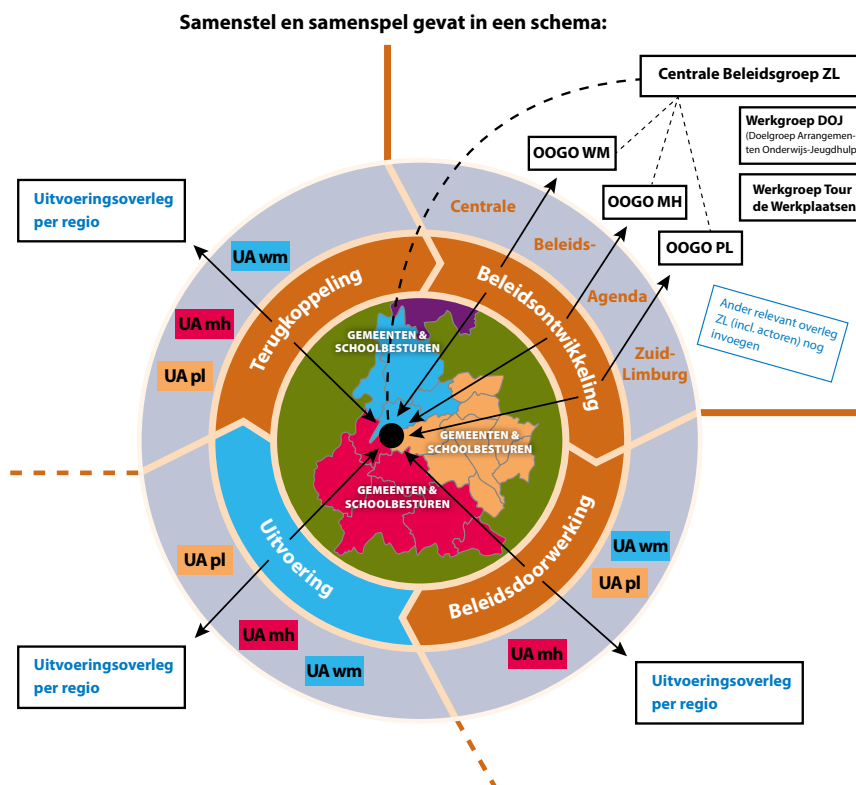 Samenstel en samenspel gevat in een schema:
Centrale Beleidsgroep ZL
Werkgroep DOJ
(Doelgroep Arrangemen-
ten Onderwijs-Jeugdhulp
Werkgroep Tour
de Werkplaatsen
OOGO WM
OOGO MH
OOGO PL
Uitvoeringsoverleg
per regio
Centrale
Beleids-
Agenda
Zuid-
Limburg
Ander relevant overleg
ZL (incl. actoren) nog
invoegen
UA wm
UA mh
UA pl
Terugkoppeling
Beleidsontwikkeling
GEMEENTEN &
SCHOOLBESTUREN
GEMEENTEN &
SCHOOLBESTUREN
GEMEENTEN &
SCHOOLBESTUREN
Uitvoering
Beleidsdoorwerking
UA pl
UA mh
UA wm
UA wm
UA pl
UA mh
Uitvoeringsoverleg
per regio
Uitvoeringsoverleg
per regio